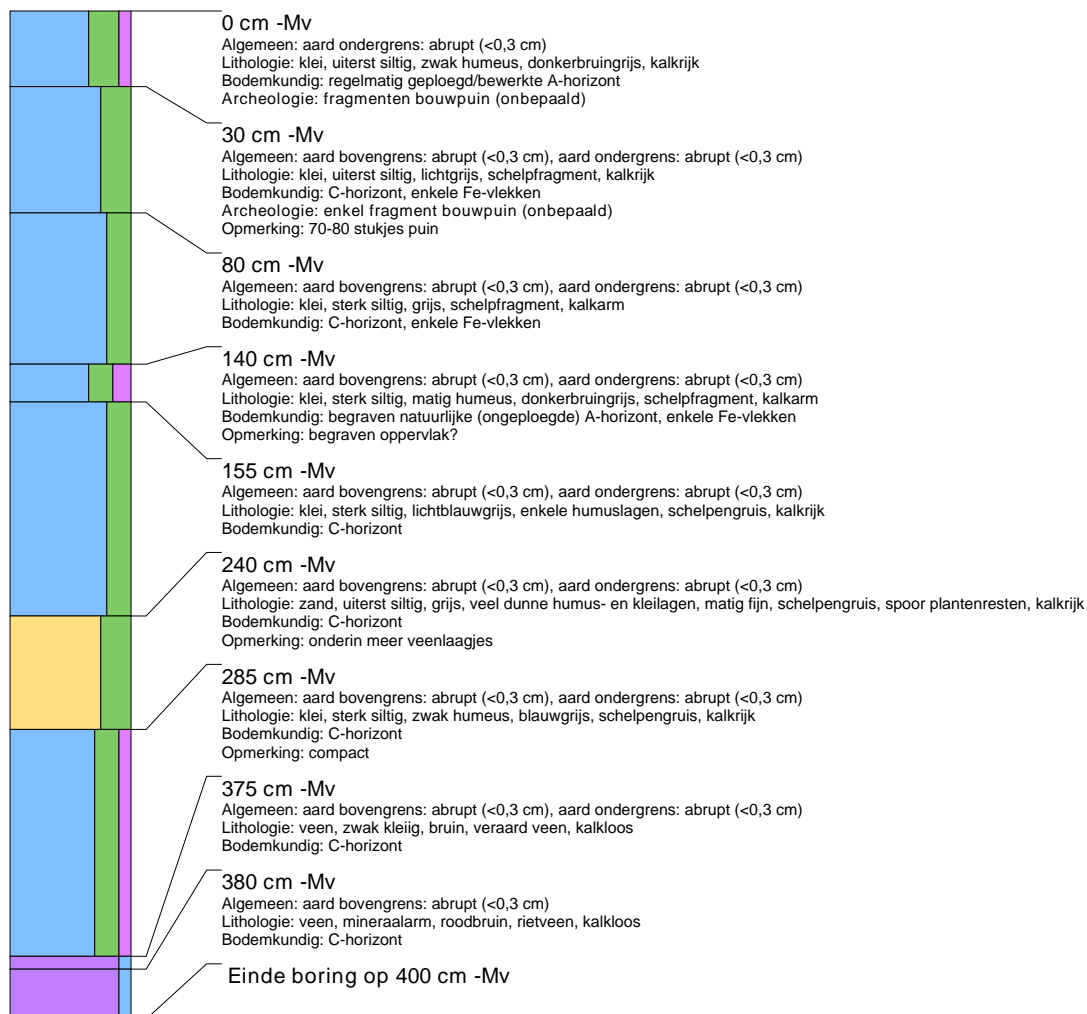 0 cm -Mv
Algemeen: aard ondergrens: abrupt (<0,3 cm)
Lithologie: klei, uiterst siltig, zwak humeus, donkerbruingrijs, kalkrijk
Bodemkundig: regelmatig geploegd/bewerkte A-horizont
Archeologie: fragmenten bouwpuin (onbepaald)
30 cm -Mv
Algemeen: aard bovengrens: abrupt (<0,3 cm), aard ondergrens: abrupt (<0,3 cm)
Lithologie: klei, uiterst siltig, lichtgrijs, schelpfragment, kalkrijk
Bodemkundig: C-horizont, enkele Fe-vlekken
Archeologie: enkel fragment bouwpuin (onbepaald)
Opmerking: 70-80 stukjes puin
80 cm -Mv
Algemeen: aard bovengrens: abrupt (<0,3 cm), aard ondergrens: abrupt (<0,3 cm)
Lithologie: klei, sterk siltig, grijs, schelpfragment, kalkarm
Bodemkundig: C-horizont, enkele Fe-vlekken
140 cm -Mv
Algemeen: aard bovengrens: abrupt (<0,3 cm), aard ondergrens: abrupt (<0,3 cm)
Lithologie: klei, sterk siltig, matig humeus, donkerbruingrijs, schelpfragment, kalkarm
Bodemkundig: begraven natuurlijke (ongeploegde) A-horizont, enkele Fe-vlekken
Opmerking: begraven oppervlak?
155 cm -Mv
Algemeen: aard bovengrens: abrupt (<0,3 cm), aard ondergrens: abrupt (<0,3 cm)
Lithologie: klei, sterk siltig, lichtblauwgrijs, enkele humuslagen, schelpengruis, kalkrijk
Bodemkundig: C-horizont
240 cm -Mv
Algemeen: aard bovengrens: abrupt (<0,3 cm), aard ondergrens: abrupt (<0,3 cm)
Lithologie: zand, uiterst siltig, grijs, veel dunne humus- en kleilagen, matig fijn, schelpengruis, spoor plantenresten, kalkrijk
Bodemkundig: C-horizont
Opmerking: onderin meer veenlaagjes
285 cm -Mv
Algemeen: aard bovengrens: abrupt (<0,3 cm), aard ondergrens: abrupt (<0,3 cm)
Lithologie: klei, sterk siltig, zwak humeus, blauwgrijs, schelpengruis, kalkrijk
Bodemkundig: C-horizont
Opmerking: compact
375 cm -Mv
Algemeen: aard bovengrens: abrupt (<0,3 cm), aard ondergrens: abrupt (<0,3 cm)
Lithologie: veen, zwak kleiig, bruin, veraard veen, kalkloos
Bodemkundig: C-horizont
380 cm -Mv
Algemeen: aard bovengrens: abrupt (<0,3 cm)
Lithologie: veen, mineraalarm, roodbruin, rietveen, kalkloos
Bodemkundig: C-horizont
Einde boring op 400 cm -Mv